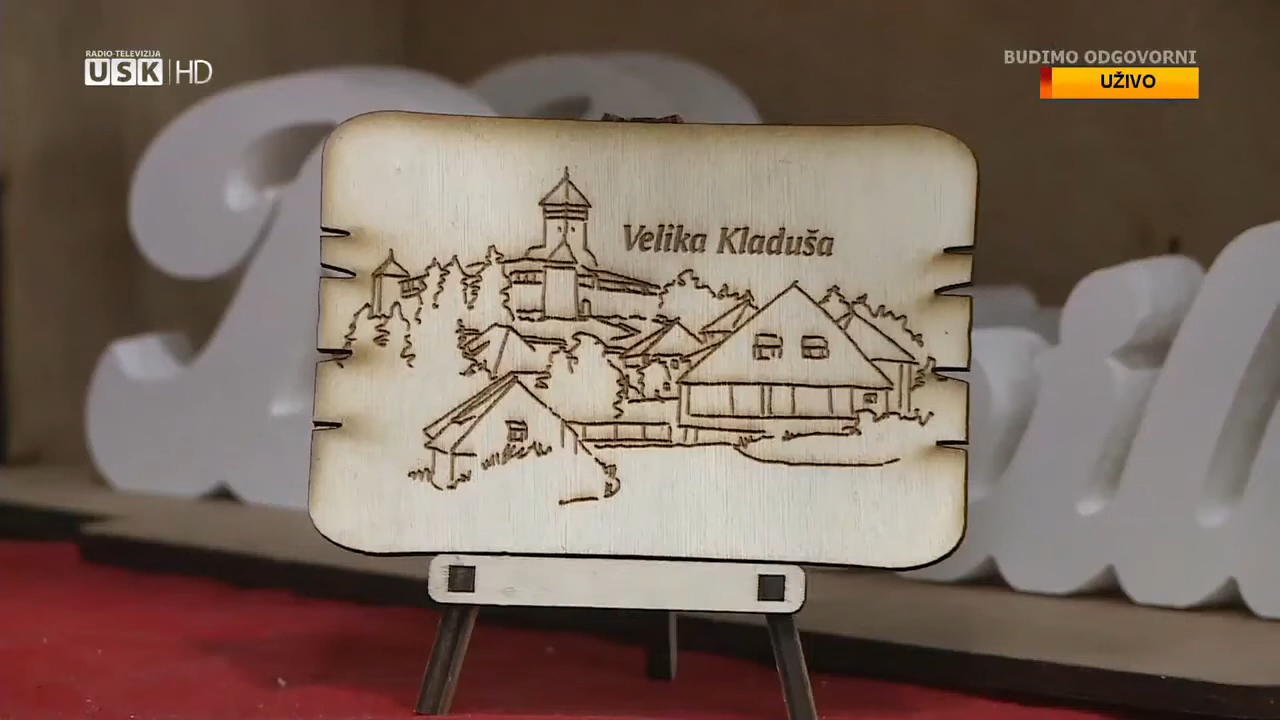 RADIO-TELEVIZIJA
USK HD
BUDIMO ODGOVORNI
UŽIVO
Velika Kladuša